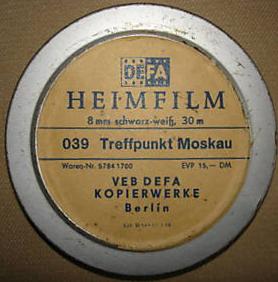 DEFA
HEIMFILM
8 mm schwarz-weiß, 30 m
039 Treffpunkt Moskau
Waren-Nr. 57841700 EVP 15,— DM
VEB DEFA
KOPIERWERKE
Berlin